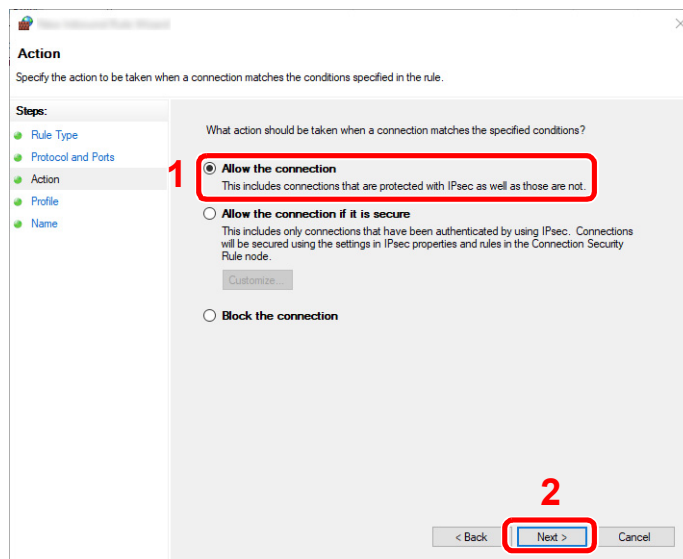 Action
Specify the action to be taken when a connection matches the conditions specified in the rule.
Steps:
Rule Type
Protocol and Ports
Action
Profile
Name
What action should be taken when a connection matches the specified conditions?
1
Allow the connection
This includes connections that are protected with IPsec as well as those are not.
Allow the connection if it is secure
This includes only connections that have been authenticated by using IPsec. Connections
will be secured using the settings in IPsec properties and rules in the Connection Security
Rule node.
Customize...
Block the connection
2
< Back
Next >
Cancel